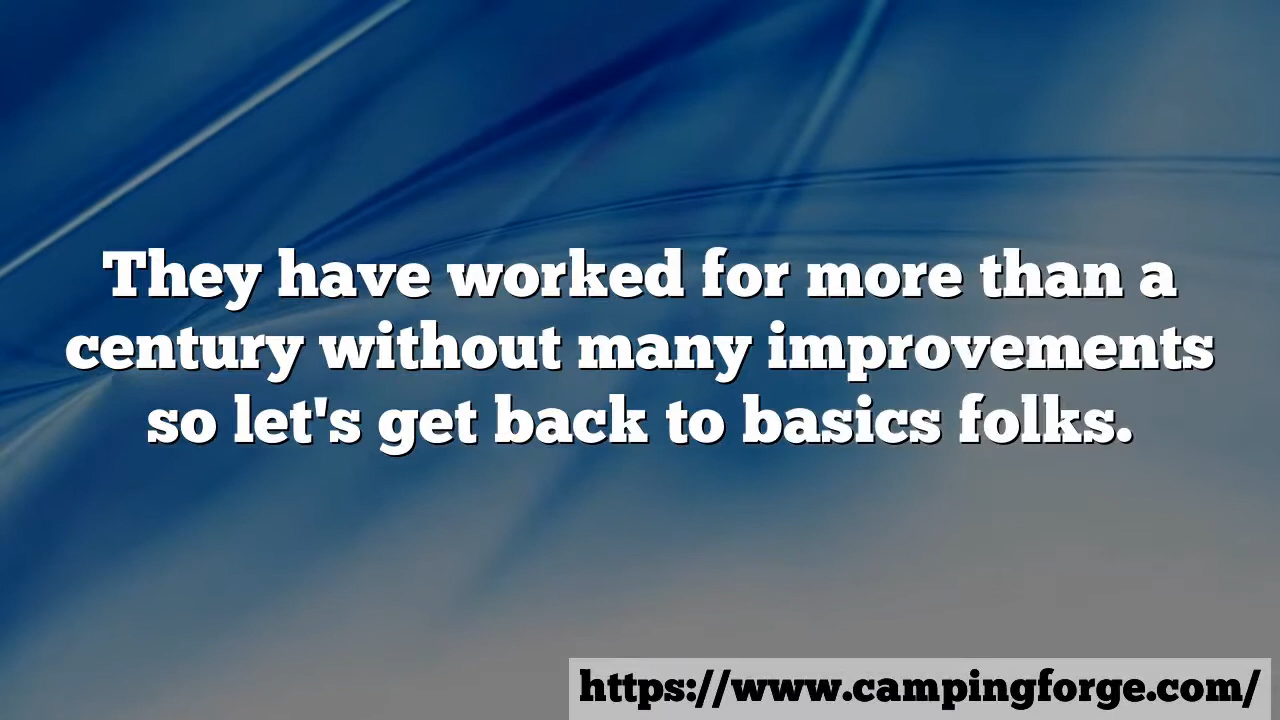 They have worked for more than a
century without many improvements
so let's get back to basics folks.
https://www.campingforge.com/